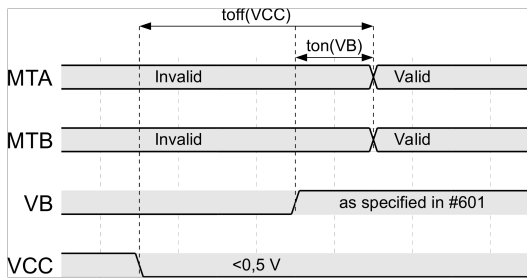 toff(VCC)
ton(VB)
MTA Invalid Valid
MTB Invalid Valid
VB as specified in #601
VCC <0,5 V